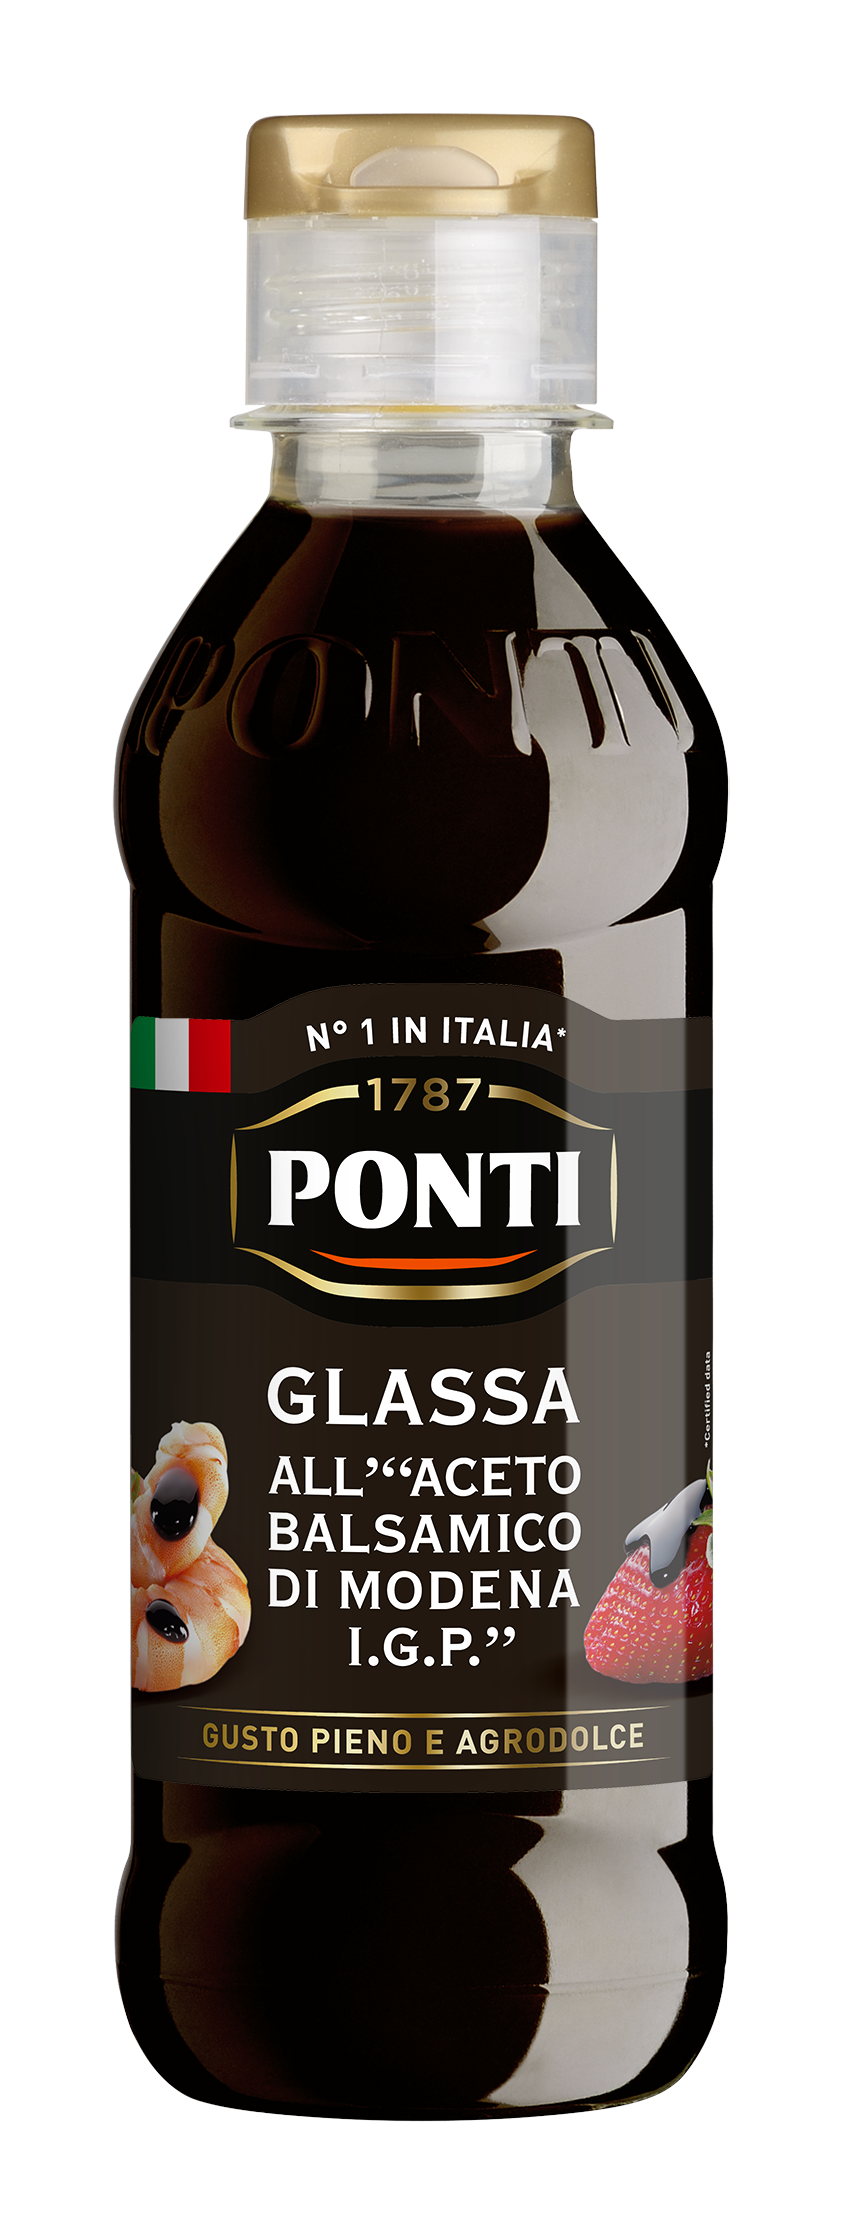 PONTI
N° 1 IN ITALIA*
1787
PONTI
GLASSA
ALL'“ACETO
BALSAMICO
DI MODENA
I.G.P.”
*Certified data
GUSTO PIENO E AGRODOLCE